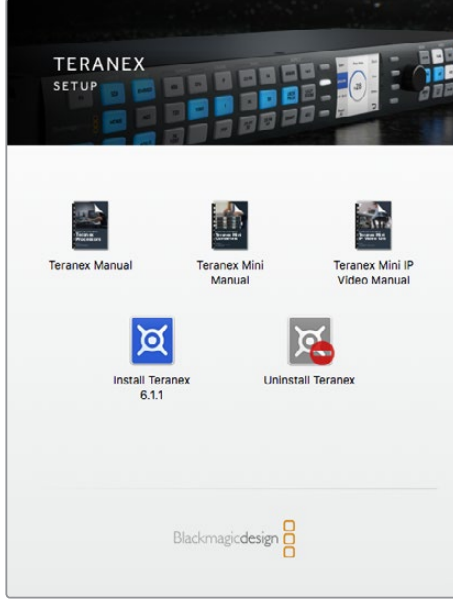 TERANEX
SETUP
Teranex Manual
Teranex Mini
Manual
Teranex Mini IP
Video Manual
Install Teranex
6.1.1
Uninstall Teranex
Blackmagicdesign